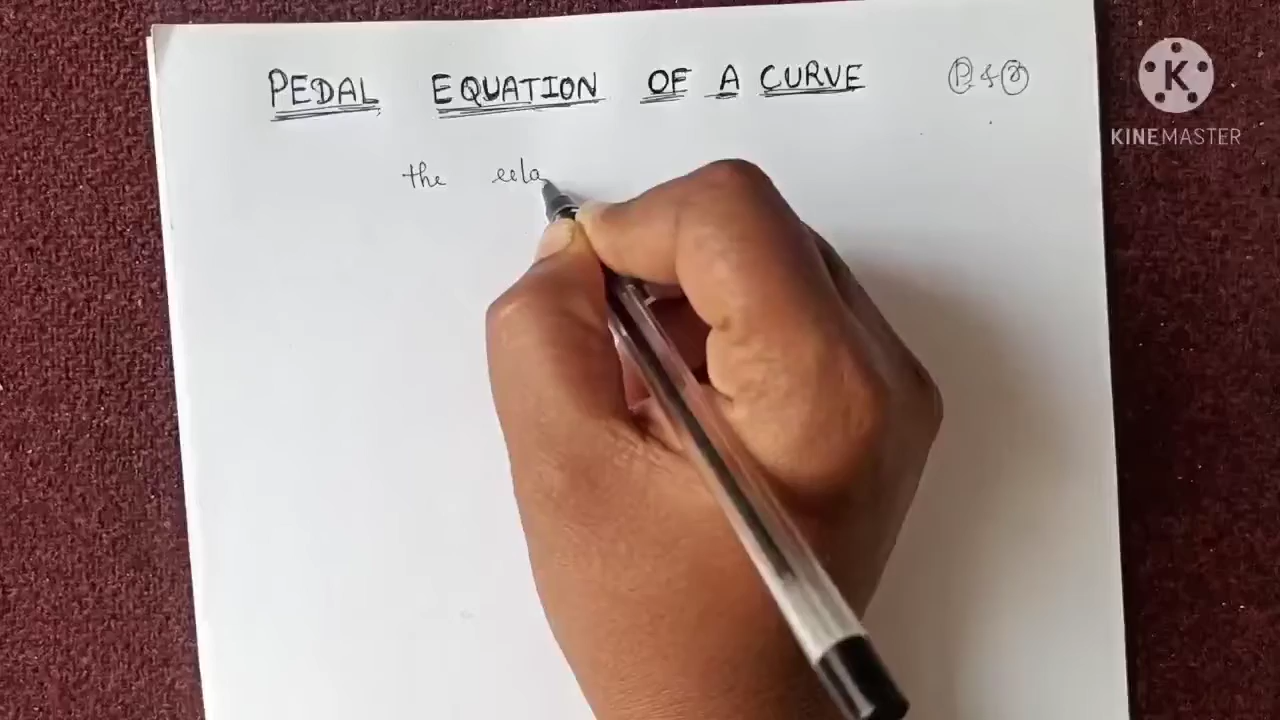 PEDAL EQUATION OF A CURVE P & r
the rela
K
KINEMASTER